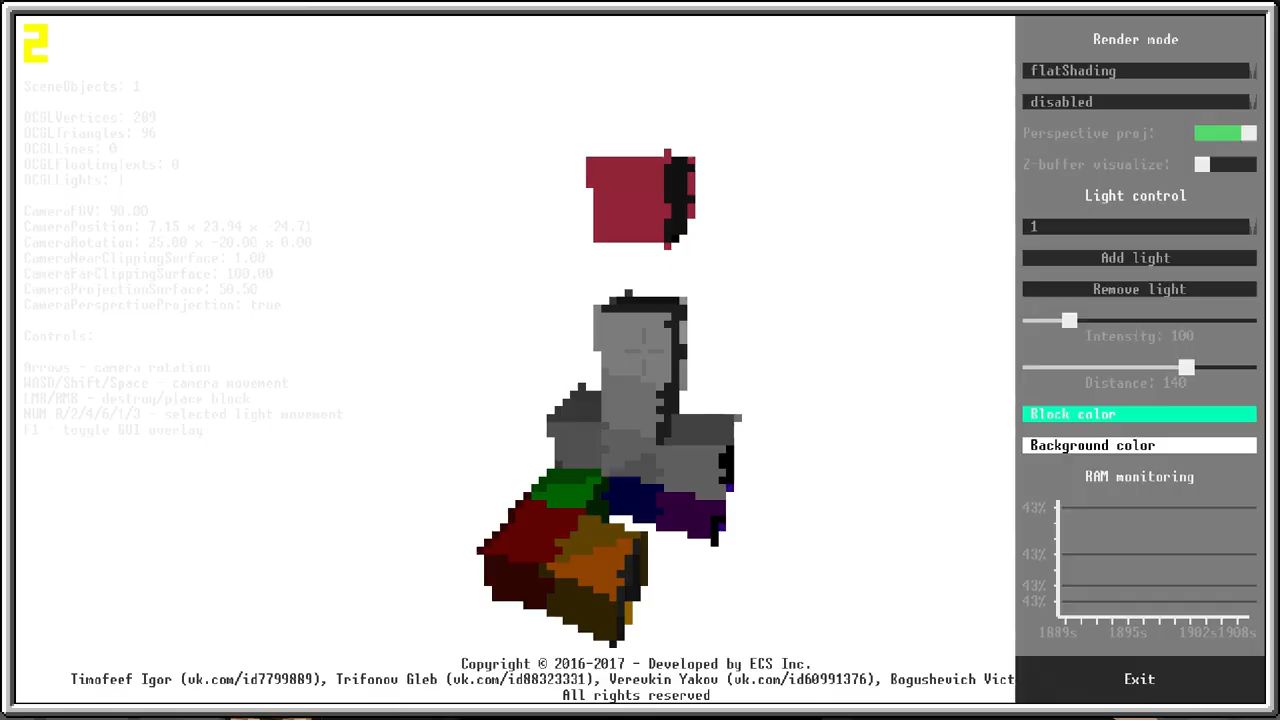 2
SceneObjects: 1
OCGLVertices: 209
OCGLTriangles: 96
OCGLLines: 0
OCGLFloatingTexts: 0
OCGLLights: 1
CameraFOV: 90.00
CameraPosition: 7.15 x 23.94 x -24.71
CameraRotation: 25.00 x -20.00 x 0.00
CameraNearClippingSurface: 1.00
CameraFarClippingSurface: 100.00
CameraProjectionSurface: 50.50
CameraPerspectiveProjection: true
Controls:
Arrows - camera rotation
WASD/Shift/Space - camera movement
LMB/RMB - destroy/place block
NUM 8/2/4/6/1/3 - selected light movement
F1 - toggle GUI overlay
Render mode
flatShading
disabled
Perspective proj:
Z-buffer visualize:
Light control
1
Add light
Remove light
Intensity: 100
Distance: 140
Block color
Background color
RAM monitoring
43%
43%
43%
43%
1889s 1895s 1902s1908s
Exit
Copyright © 2016-2017 - Developed by ECS Inc.
Timofeef Igor (vk.com/id7799889), Trifonov Gleb (vk.com/id88323331), Verevkin Yakov (vk.com/id60991376), Bogushevich Vict
All rights reserved